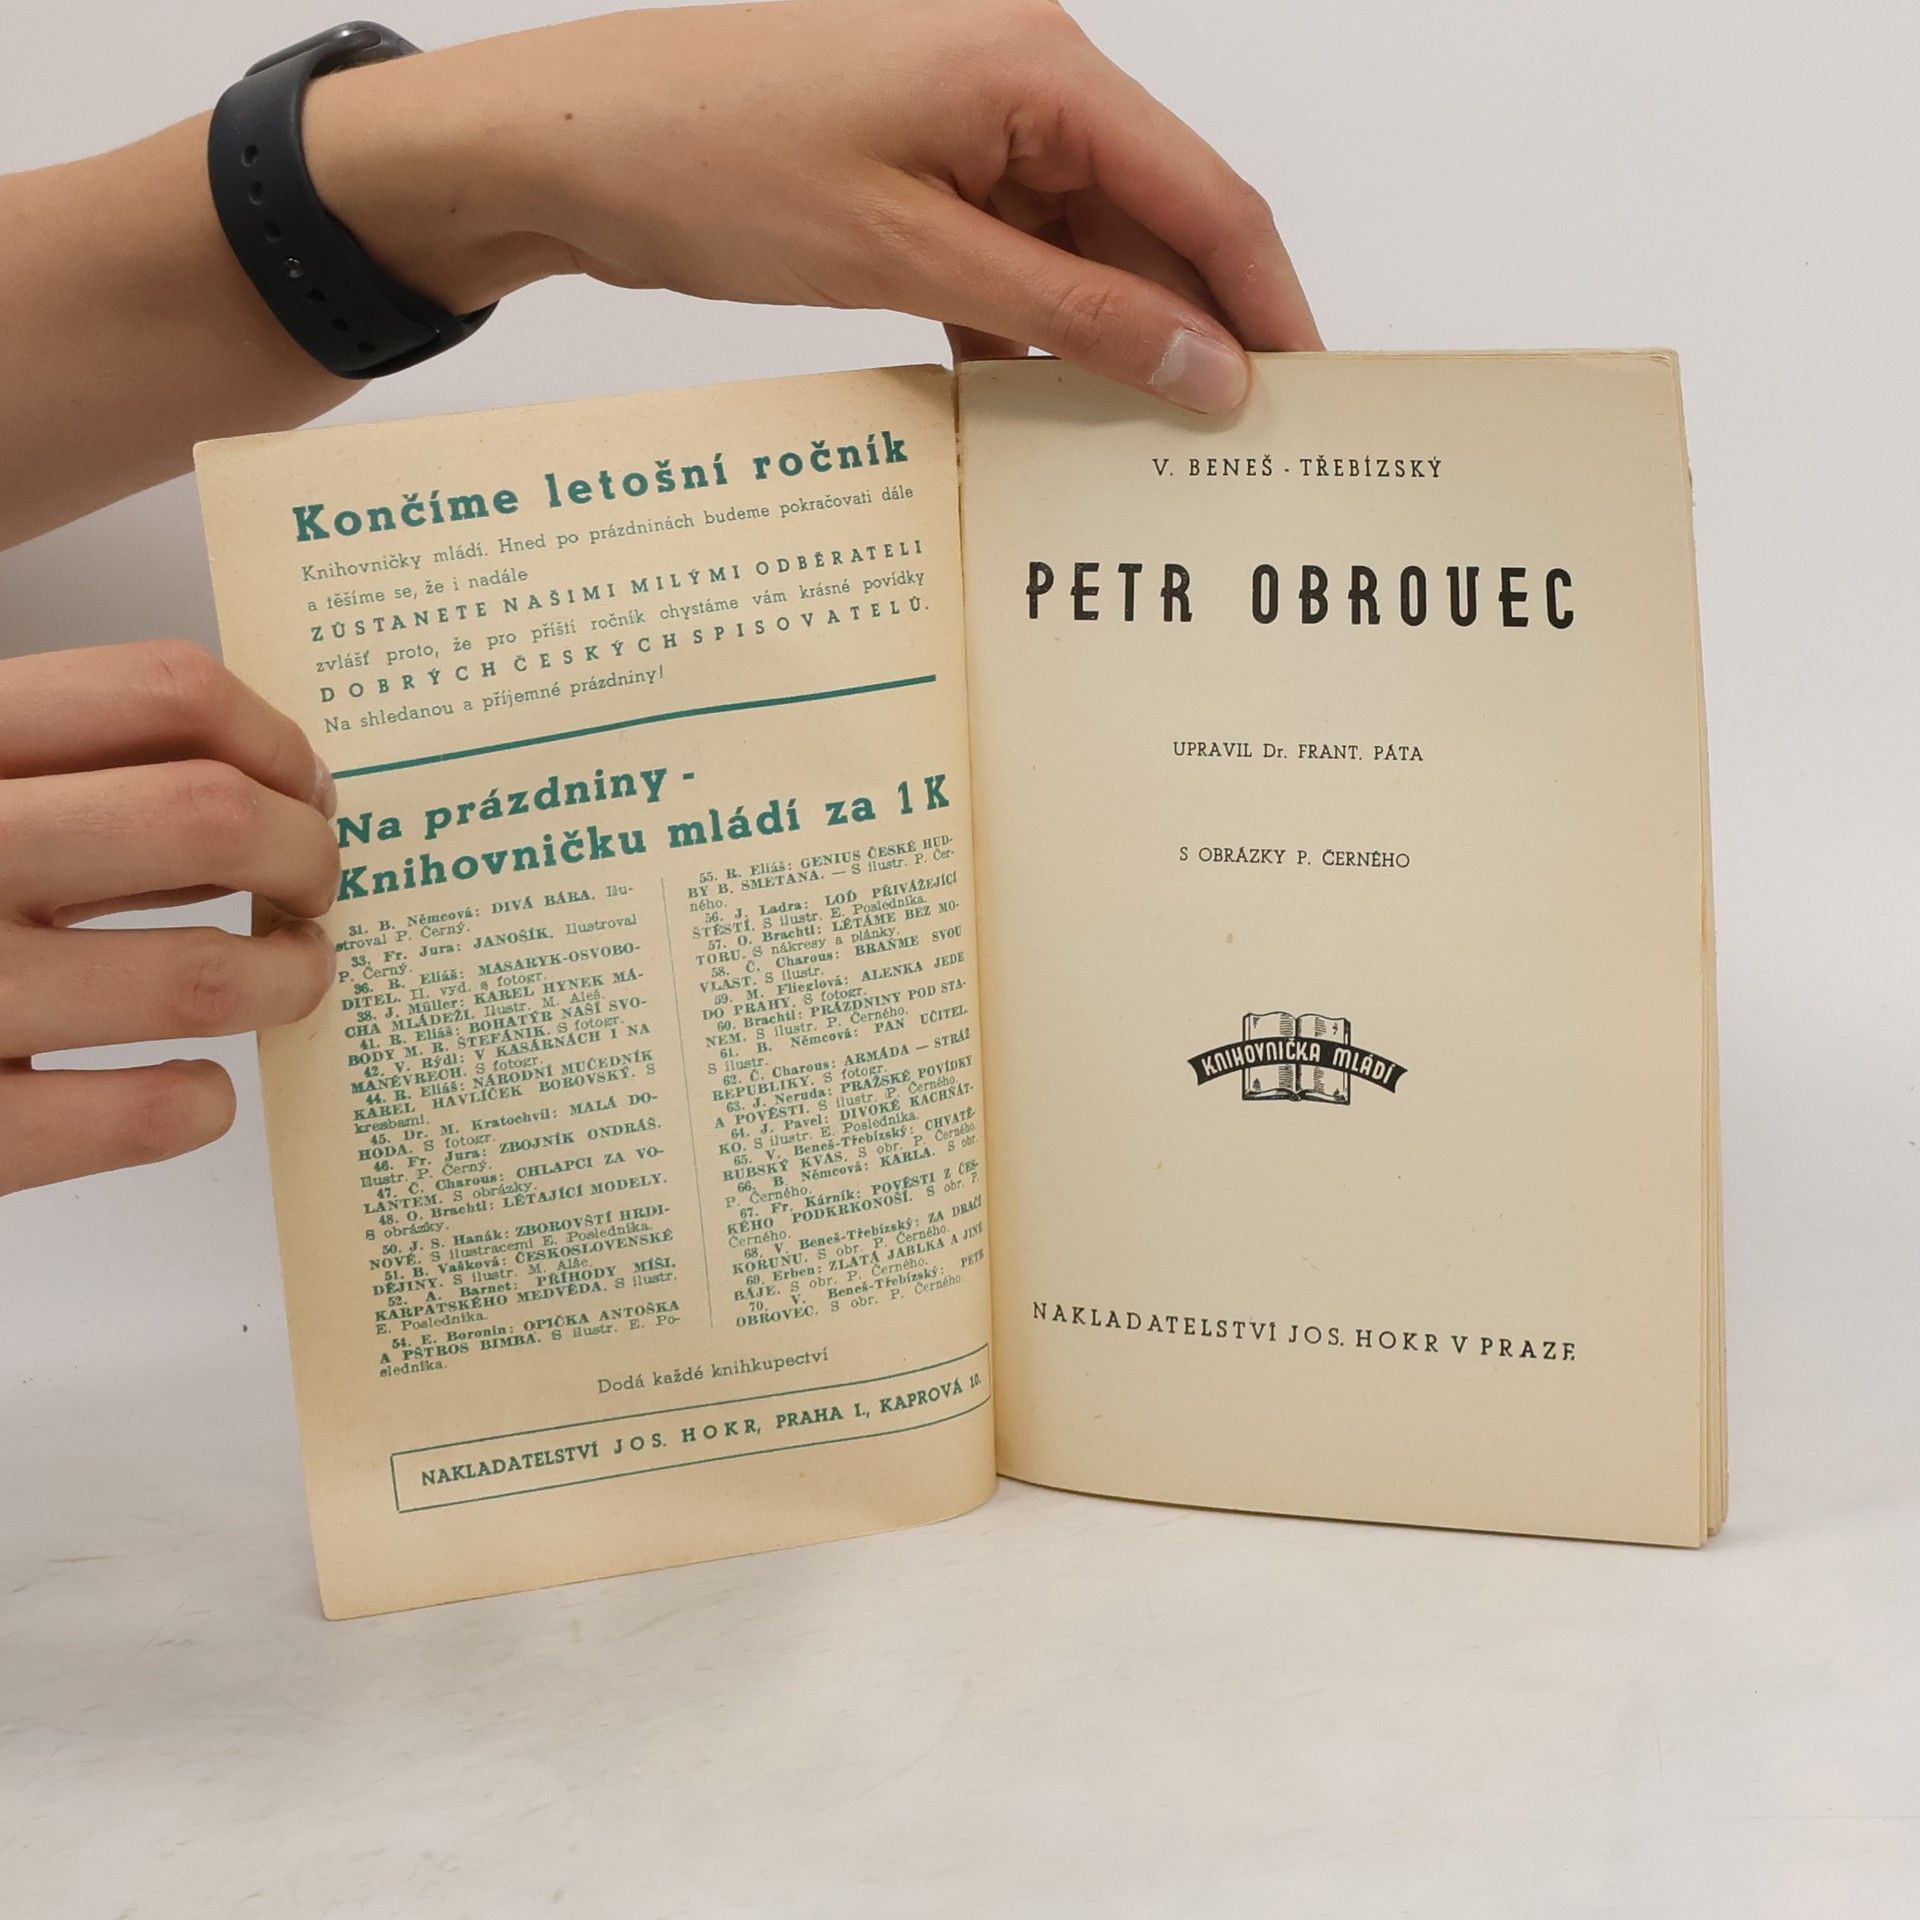 Končíme letošní ročník
Knihovničky mládí. Hned po prázdninách budeme pokračovati dále
a těšíme se, že i nadále
ZŮSTANETE NAŠIMI MILÝMI ODBĚRATELI
zvlášť proto, že pro příští ročník chystáme vám krásné povídky
DOBRÝCH ČESKÝCH SPISOVATELŮ.
Na shledanou a příjemné prázdniny!
Na prázdniny -
Knihovničku mládí za 1 K
31. B. Němcová: DIVÁ BÁRA. Ilu-
stroval P. Černý.
33. Fr. Jura: JANOŠÍK. Ilustroval
P. Černý.
36. R. Eliáš: MASARYK-OSVOBO-
DITEL. II. vyd. s fotogr.
38. J. Müller: KAREL HYNEK MÁ-
CHA MLÁDEŽI. Ilustr. M. Aleš.
41. R. Eliáš: BOHATÝR NAŠÍ SVO-
BODY M. R. ŠTEFÁNIK. S fotogr.
42. V. Rýdl: V KASÁRNÁCH I NA
MANÉVRECH. S fotogr.
44. R. Eliáš: NÁRODNÍ MUČEDNÍK
KAREL HAVLÍČEK BOROVSKÝ. S
kresbami.
45. Dr. M. Kratochvíl: MALÁ DO-
HODA. S fotogr.
46. Fr. Jura: ZBOJNÍK ONDRÁŠ.
Ilustr. P. Černý.
47. Č. Charous: CHLAPCI ZA VO-
LANTEM. S obrázky.
48. O. Brachtl: LÉTAJÍCÍ MODELY.
S obrázky.
50. J. S. Hanák: ZBOROVŠTÍ HRDI-
NOVÉ. S ilustracemi E. Posledníka.
51. B. Vašková: ČESKOSLOVENSKÉ
DĚJINY. S ilustr. M. Alše.
52. A. Barnet: PŘÍHODY MÍŠI,
KARPATSKÉHO MEDVĚDA. S ilustr.
E. Posledníka.
54. E. Boronin: OPIČKA ANTOŠKA
A PŠTROS BIMBA. S ilustr. E. Po-
sledníka.
55. R. Eliáš: GENIUS ČESKÉ HUD-
BY B. SMETANA. — S ilustr. P. Čer-
ného.
56. J. Ladra: LOĎ PŘIVÁŽEJÍCÍ
ŠTĚSTÍ. S ilustr. E. Posledníka.
57. O. Brachtl: LÉTÁME BEZ MO-
TORU. S nákresy a plánky.
58. Č. Charous: BRAŇME SVOU
VLAST. S ilustr.
59. M. Flieglová: ALENKA JEDE
DO PRAHY. S fotogr.
60. Brachtl: PRÁZDNINY POD STA-
NEM. S ilustr. P. Černého.
61. B. Němcová: PAN UČITEL.
S ilustr.
62. Č. Charous: ARMÁDA — STRÁŽ
REPUBLIKY. S fotogr.
63. J. Neruda: PRAŽSKÉ POVÍDKY
A POVĚSTI. S ilustr. P. Černého.
64. J. Pavel: DIVOKÉ KACHŇÁT-
KO. S ilustr. E. Posledníka.
65. V. Beneš-Třebízský: CHVATĚ-
RUBSKÝ KVAS. S obr. P. Černého.
66. B. Němcová: KARLA. S obr.
P. Černého.
67. Fr. Kárník: POVĚSTI Z ČES-
KÉHO PODKRKONOŠÍ. S obr. P.
Černého.
68. V. Beneš-Třebízský: ZA DRAČÍ
KORUNU. S obr. P. Černého.
69. Erben: ZLATÁ JABLKA A JINÉ
BÁJE. S obr. P. Černého.
70. V. Beneš-Třebízský: PETR
OBROVEC. S obr. P. Černého.
Dodá každé knihkupectví
NAKLADATELSTVÍ JOS. HOKR, PRAHA I., KAPROVÁ 10.
V. BENEŠ - TŘEBÍZSKÝ
PETR OBROVEC
UPRAVIL Dr. FRANT. PÁTA
S OBRÁZKY P. ČERNÉHO
KNIHOVNIČKA MLÁDÍ
NAKLADATELSTVÍ JOS. HOKR V PRAZE